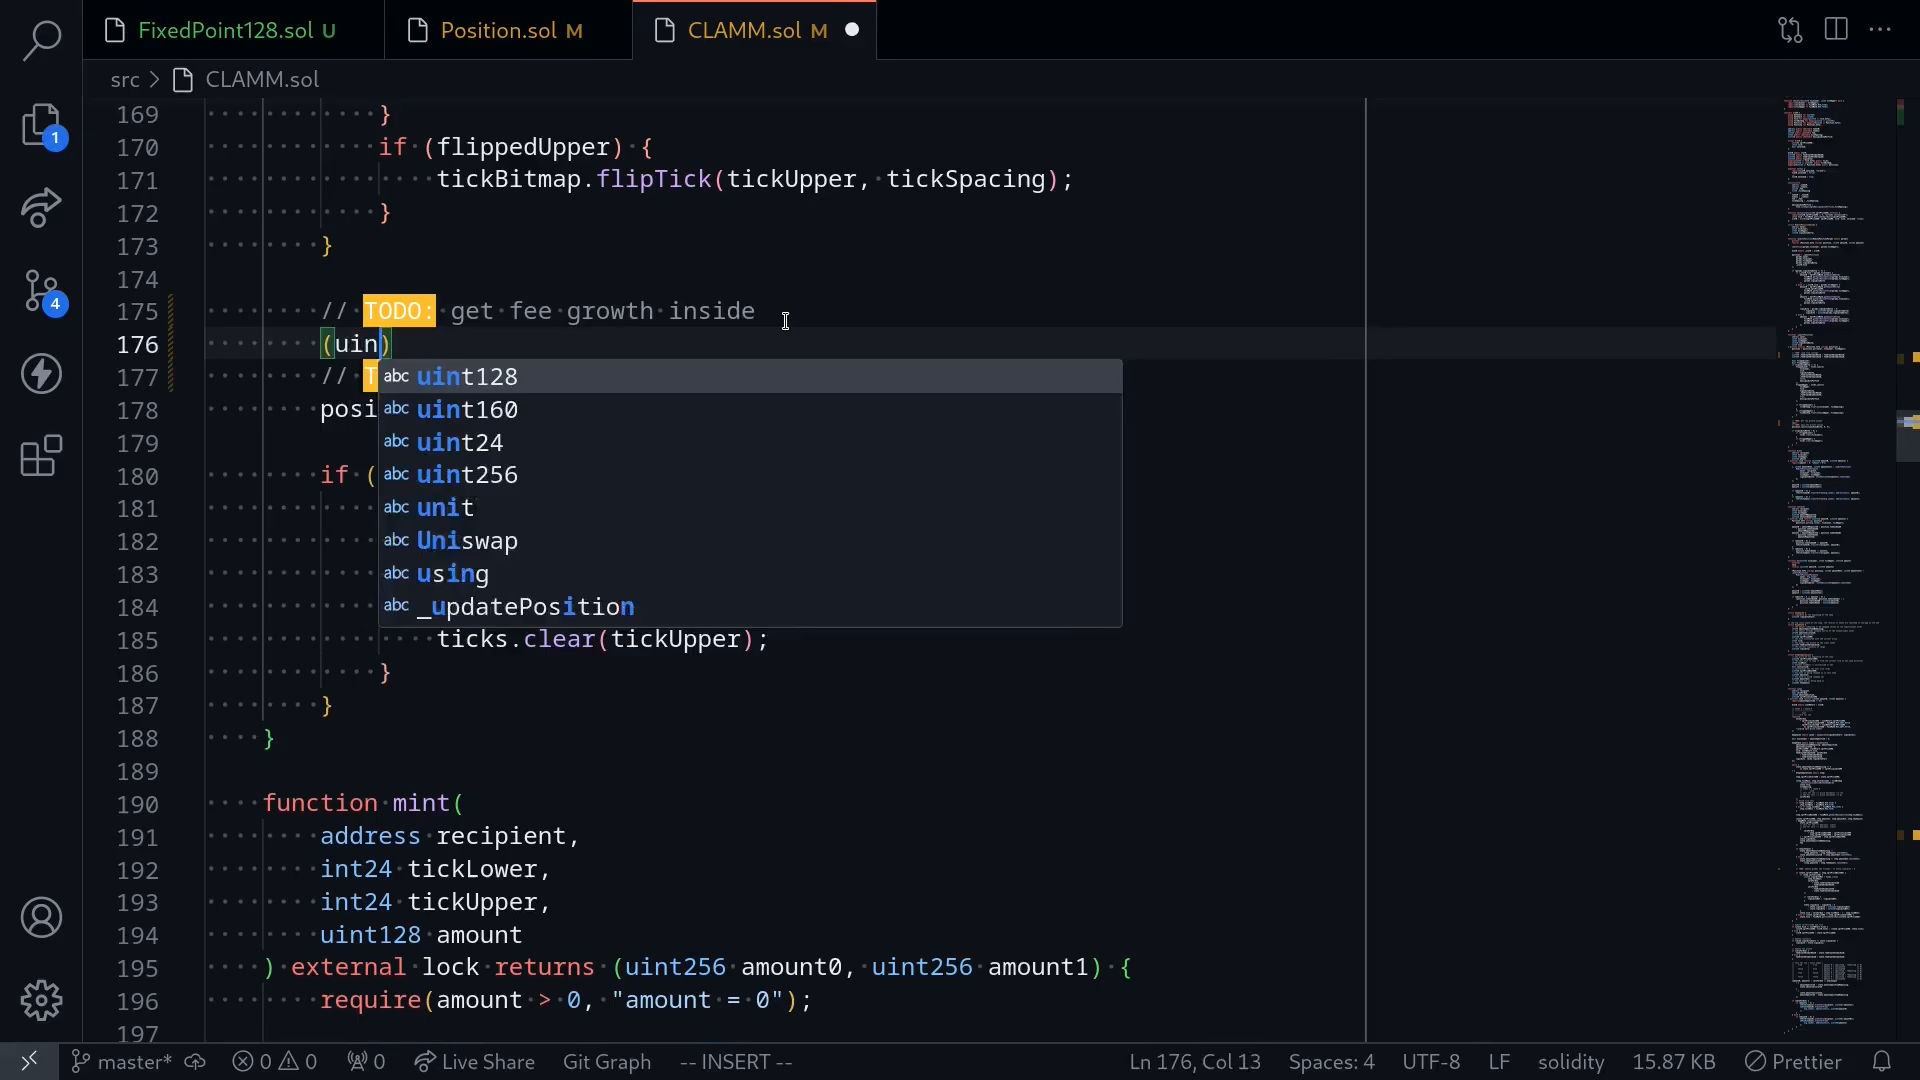 FixedPoint128.sol U
Position.sol M
CLAMM.sol M
src > CLAMM.sol
169 }
170 if (flippedUpper) {
171 tickBitmap.flipTick(tickUpper, tickSpacing);
172 }
173 }
174
175 // TODO: get fee growth inside
176 (uin)
177 // T
178 posi
179
180 if (
181
182
183
184
185 ticks.clear(tickUpper);
186 }
187 }
188 }
189
190 function mint(
191 address recipient,
192 int24 tickLower,
193 int24 tickUpper,
194 uint128 amount
195 ) external lock returns (uint256 amount0, uint256 amount1) {
196 require(amount > 0, "amount = 0");
197
abc uint128
abc uint160
abc uint24
abc uint256
abc unit
abc Uniswap
abc using
abc _updatePosition
1
4
master* 0 0 0 Live Share Git Graph -- INSERT -- Ln 176, Col 13 Spaces: 4 UTF-8 LF solidity 15.87 KB Prettier